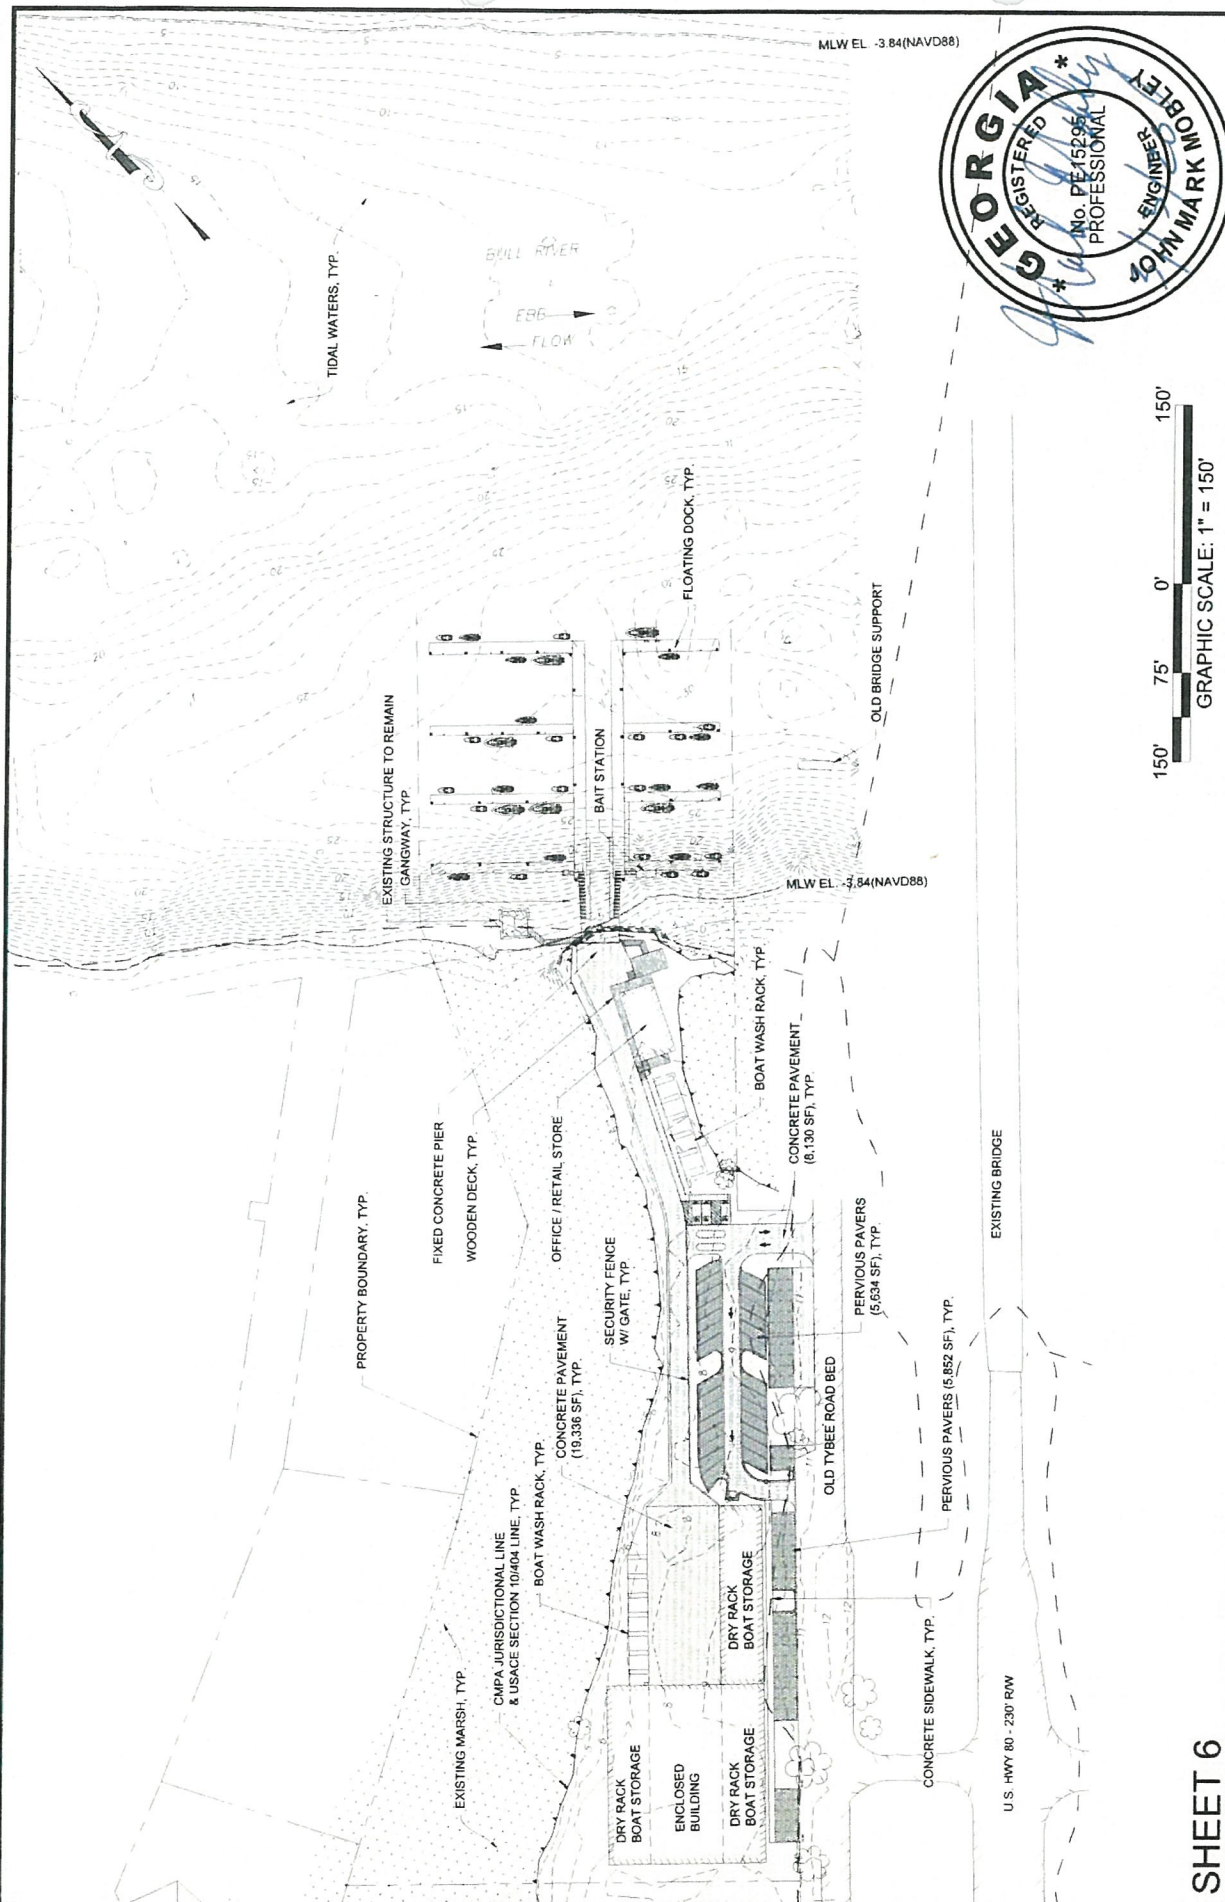 MLW EL. -3.84(NAVD88)
* GEORGIA *
REGISTERED
No. PE15295
PROFESSIONAL
ENGINEER
JOHN MARK MOBLEY
TIDAL WATERS, TYP.
BULL RIVER
EBB
FLOW
EXISTING STRUCTURE TO REMAIN
GANGWAY, TYP.
BAIT STATION
FLOATING DOCK, TYP.
OLD BRIDGE SUPPORT
MLW EL. -3.84(NAVD88)
PROPERTY BOUNDARY, TYP.
FIXED CONCRETE PIER
WOODEN DECK, TYP.
OFFICE / RETAIL STORE
SECURITY FENCE
W/ GATE, TYP.
CONCRETE PAVEMENT
(19,336 SF), TYP.
BOAT WASH RACK, TYP.
CMPA JURISDICTIONAL LINE
& USACE SECTION 10/404 LINE, TYP.
EXISTING MARSH, TYP.
BOAT WASH RACK, TYP.
CONCRETE PAVEMENT
(8,130 SF), TYP.
PERVIOUS PAVERS
(5,634 SF), TYP.
OLD TYBEE ROAD BED
PERVIOUS PAVERS (5,852 SF), TYP.
EXISTING BRIDGE
DRY RACK
BOAT STORAGE
DRY RACK
BOAT STORAGE
ENCLOSED
BUILDING
DRY RACK
BOAT STORAGE
CONCRETE SIDEWALK, TYP.
U.S. HWY 80 - 230' R/W
150' 75' 0' 150'
GRAPHIC SCALE: 1" = 150'
SHEET 6